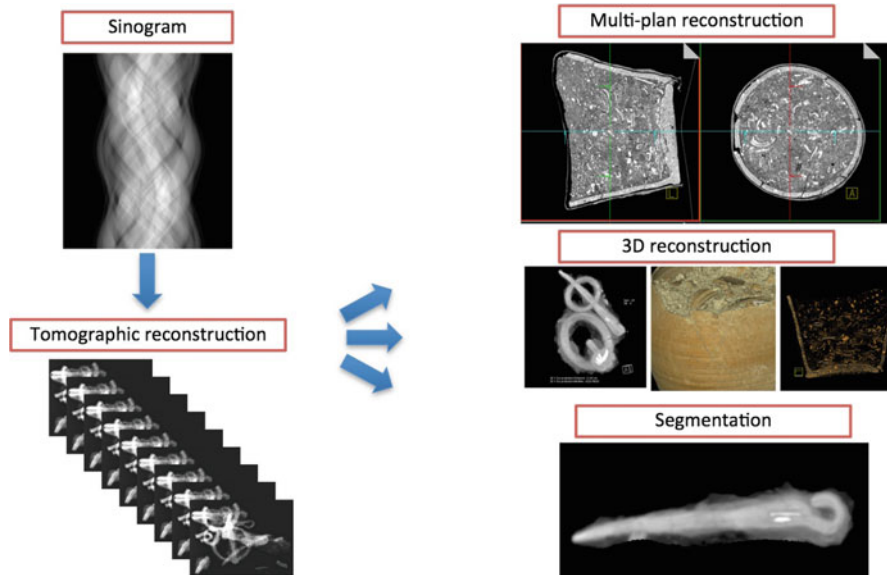 Sinogram
Tomographic reconstruction
Multi-plan reconstruction
L
A
3D reconstruction
Segmentation